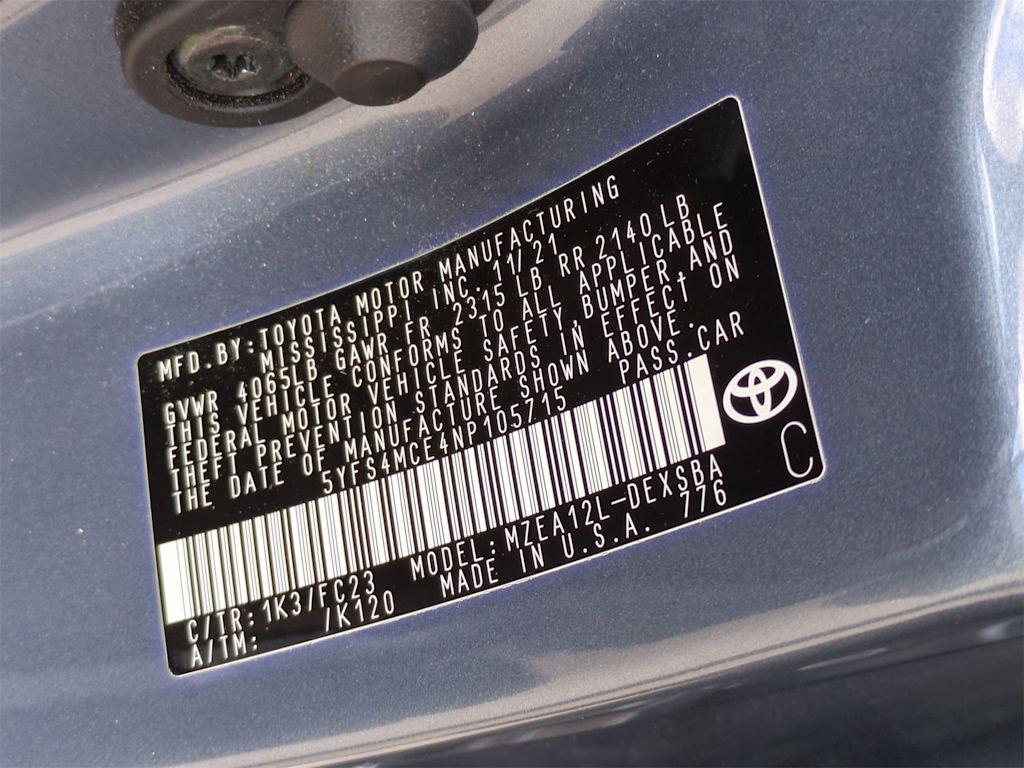 MFD.BY:TOYOTA MOTOR MANUFACTURING
MISSISSIPPI INC. 11/21
GVWR 4065LB GAWR FR 2315 LB RR 2140 LB
THIS VEHICLE CONFORMS TO ALL APPLICABLE
FEDERAL MOTOR VEHICLE SAFETY, BUMPER, AND
THEFT PREVENTION STANDARDS IN EFFECT ON
THE DATE OF MANUFACTURE SHOWN ABOVE.
5YFS4MCE4NP105715 PASS.CAR
C/TR:1K3/FC23 MODEL:MZEA12L-DEXSBA
A/TM: /K120 MADE IN U.S.A. 776
C